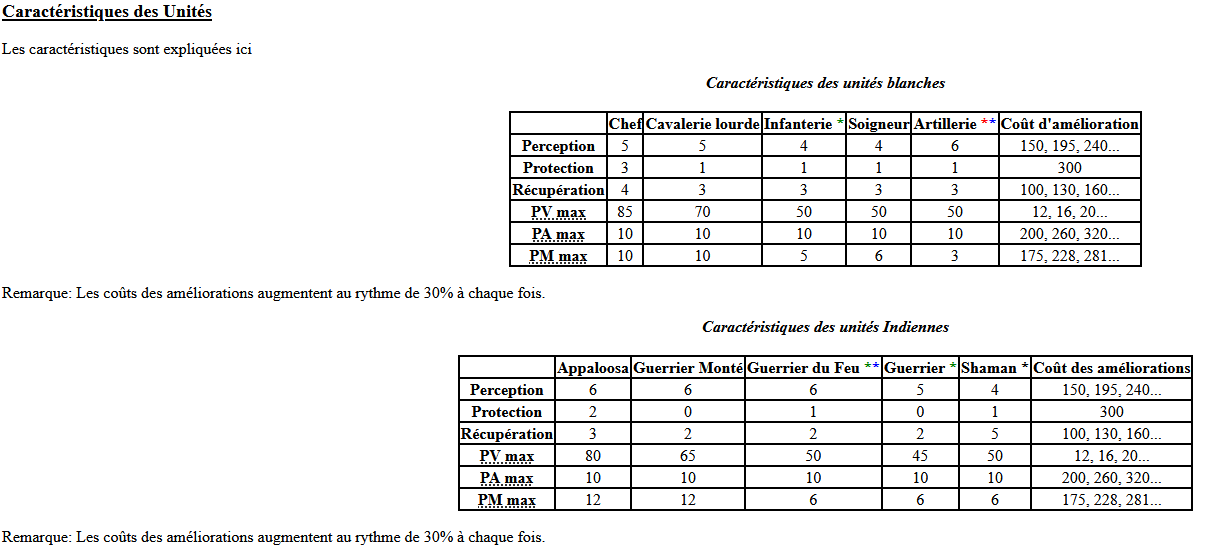 Caractéristiques des Unités
Les caractéristiques sont expliquées ici
Caractéristiques des unités blanches
Chef Cavalerie lourde Infanterie * Soigneur Artillerie ** Coût d'amélioration
Perception 5 5 4 4 6 150, 195, 240...
Protection 3 1 1 1 1 300
Récupération 4 3 3 3 3 100, 130, 160...
PV max 85 70 50 50 50 12, 16, 20...
PA max 10 10 10 10 10 200, 260, 320...
PM max 10 10 5 6 3 175, 228, 281...
Remarque: Les coûts des améliorations augmentent au rythme de 30% à chaque fois.
Caractéristiques des unités Indiennes
Appaloosa Guerrier Monté Guerrier du Feu ** Guerrier * Shaman * Coût des améliorations
Perception 6 6 6 5 4 150, 195, 240...
Protection 2 0 1 0 1 300
Récupération 3 2 2 2 5 100, 130, 160...
PV max 80 65 50 45 50 12, 16, 20...
PA max 10 10 10 10 10 200, 260, 320...
PM max 12 12 6 6 6 175, 228, 281...
Remarque: Les coûts des améliorations augmentent au rythme de 30% à chaque fois.